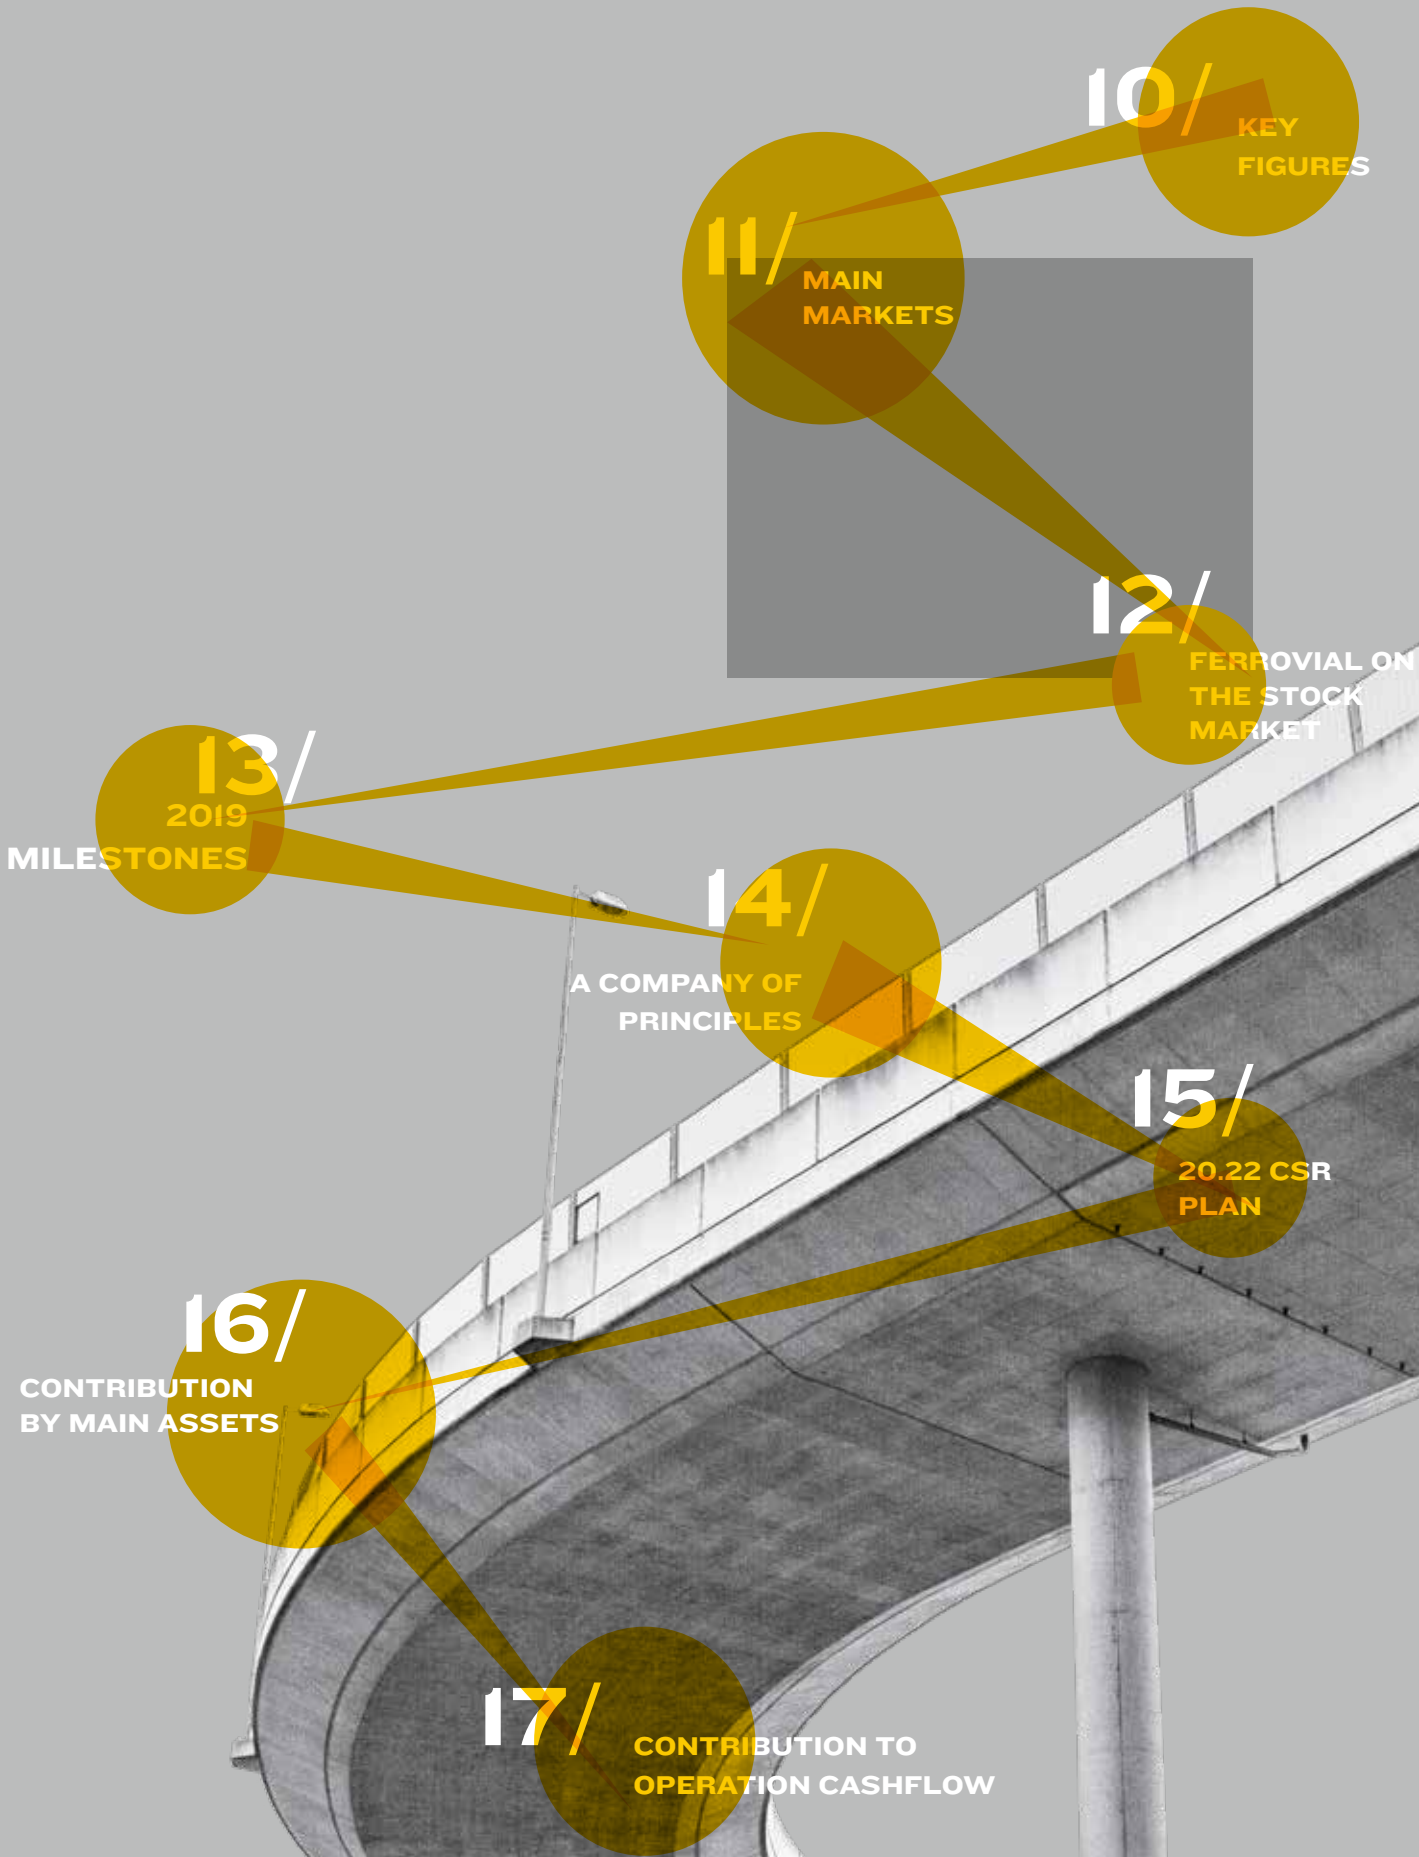 10/
KEY
FIGURES
11/
MAIN
MARKETS
12/
FERROVIAL ON
THE STOCK
MARKET
13/
2019
MILESTONES
14/
A COMPANY OF
PRINCIPLES
15/
20.22 CSR
PLAN
16/
CONTRIBUTION
BY MAIN ASSETS
17/
CONTRIBUTION TO
OPERATION CASHFLOW